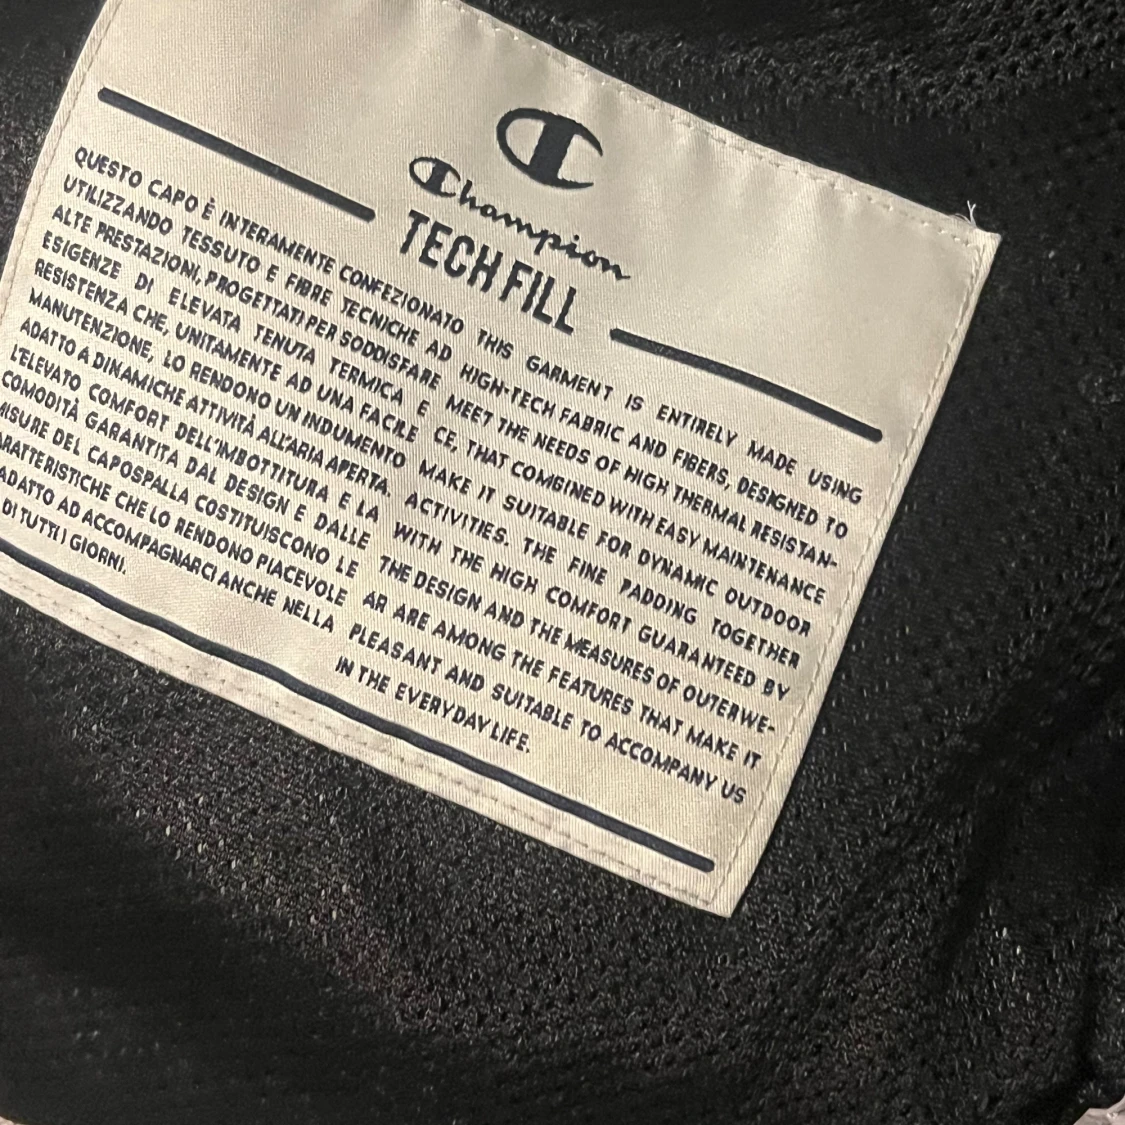 Champion
TECH FILL
QUESTO CAPO È INTERAMENTE CONFEZIONATO
UTILIZZANDO TESSUTO E FIBRE TECNICHE AD
ALTE PRESTAZIONI, PROGETTATI PER SODDISFARE
ESIGENZE DI ELEVATA TENUTA TERMICA E
RESISTENZA CHE, UNITAMENTE AD UNA FACILE
MANUTENZIONE, LO RENDONO UN INDUMENTO
ADATTO A DINAMICHE ATTIVITÀ ALL'ARIA APERTA.
L'ELEVATO COMFORT DELL'IMBOTTITURA E LA
COMODITÀ GARANTITA DAL DESIGN E DALLE
MISURE DEL CAPOSPALLA COSTITUISCONO LE
ARATTERISTICHE CHE LO RENDONO PIACEVOLE
ADATTO AD ACCOMPAGNARCI ANCHE NELLA
DI TUTTI I GIORNI.
THIS GARMENT IS ENTIRELY MADE USING
HIGH-TECH FABRIC AND FIBERS, DESIGNED TO
MEET THE NEEDS OF HIGH THERMAL RESISTAN-
CE, THAT COMBINED WITH EASY MAINTENANCE
MAKE IT SUITABLE FOR DYNAMIC OUTDOOR
ACTIVITIES. THE FINE PADDING TOGETHER
WITH THE HIGH COMFORT GUARANTEED BY
THE DESIGN AND THE MEASURES OF OUTERWE-
AR ARE AMONG THE FEATURES THAT MAKE IT
PLEASANT AND SUITABLE TO ACCOMPANY US
IN THE EVERYDAY LIFE.